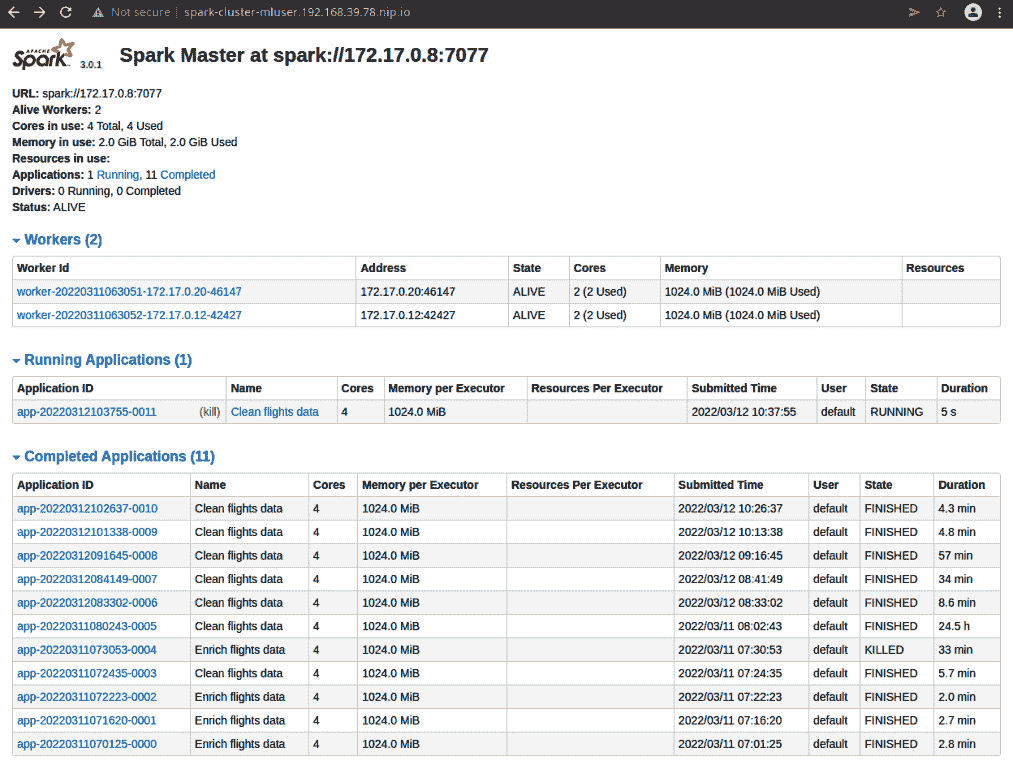 Not secure spark-cluster-mluser.192.168.39.78.nip.io
APACHE Spark 3.0.1 Spark Master at spark://172.17.0.8:7077
URL: spark://172.17.0.8:7077
Alive Workers: 2
Cores in use: 4 Total, 4 Used
Memory in use: 2.0 GiB Total, 2.0 GiB Used
Resources in use:
Applications: 1 Running, 11 Completed
Drivers: 0 Running, 0 Completed
Status: ALIVE
Workers (2)
Worker Id Address State Cores Memory Resources
worker-20220311063051-172.17.0.20-46147 172.17.0.20:46147 ALIVE 2 (2 Used) 1024.0 MiB (1024.0 MiB Used)
worker-20220311063052-172.17.0.12-42427 172.17.0.12:42427 ALIVE 2 (2 Used) 1024.0 MiB (1024.0 MiB Used)
Running Applications (1)
Application ID Name Cores Memory per Executor Resources Per Executor Submitted Time User State Duration
app-20220312103755-0011 (kill) Clean flights data 4 1024.0 MiB 2022/03/12 10:37:55 default RUNNING 5 s
Completed Applications (11)
Application ID Name Cores Memory per Executor Resources Per Executor Submitted Time User State Duration
app-20220312102637-0010 Clean flights data 4 1024.0 MiB 2022/03/12 10:26:37 default FINISHED 4.3 min
app-20220312101338-0009 Clean flights data 4 1024.0 MiB 2022/03/12 10:13:38 default FINISHED 4.8 min
app-20220312091645-0008 Clean flights data 4 1024.0 MiB 2022/03/12 09:16:45 default FINISHED 57 min
app-20220312084149-0007 Clean flights data 4 1024.0 MiB 2022/03/12 08:41:49 default FINISHED 34 min
app-20220312083302-0006 Clean flights data 4 1024.0 MiB 2022/03/12 08:33:02 default FINISHED 8.6 min
app-20220311080243-0005 Clean flights data 4 1024.0 MiB 2022/03/11 08:02:43 default FINISHED 24.5 h
app-20220311073053-0004 Enrich flights data 4 1024.0 MiB 2022/03/11 07:30:53 default KILLED 33 min
app-20220311072435-0003 Clean flights data 4 1024.0 MiB 2022/03/11 07:24:35 default FINISHED 5.7 min
app-20220311072223-0002 Enrich flights data 4 1024.0 MiB 2022/03/11 07:22:23 default FINISHED 2.0 min
app-20220311071620-0001 Enrich flights data 4 1024.0 MiB 2022/03/11 07:16:20 default FINISHED 2.7 min
app-20220311070125-0000 Enrich flights data 4 1024.0 MiB 2022/03/11 07:01:25 default FINISHED 2.8 min